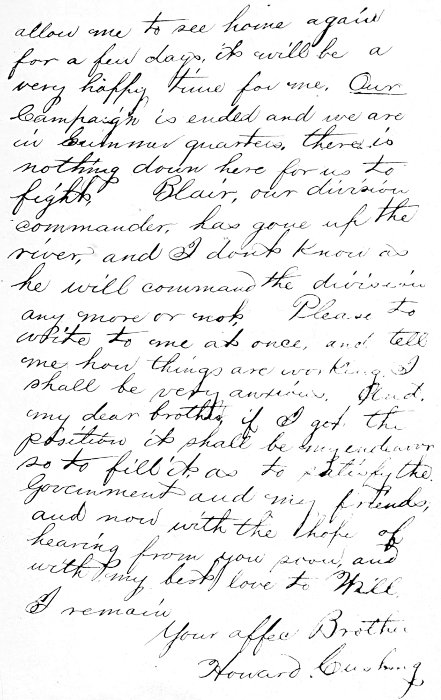 allow me to see home again
for a few days, it will be a
very happy time for me. Our
Campaign is ended and we are
in Summer quarters. there is
nothing down here for us to
fight. Blair, our division
commander, has gone up the
river, and I dont know as
he will command the division
any more or not. Please to
write to me at once, and tell
me how things are working. I
shall be very anxious. And,
my dear brother if I get the
position it shall be my endeavor
so to fill it as to satisfy the
Government and my friends,
and now with the hope of
hearing from you soon, and
with my best love to Will
I remain
Your affec Brother
Howard. Cushing